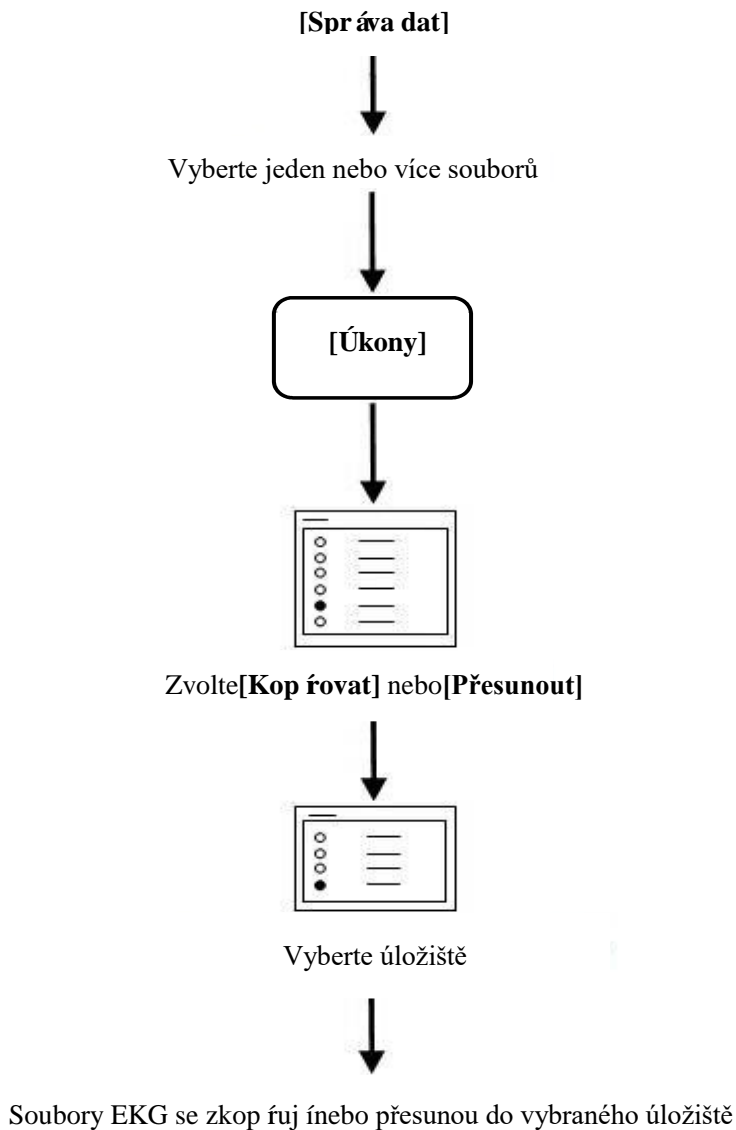 [Správa dat]
Vyberte jeden nebo více souborů
[Úkony]
Zvolte[Kopírovat] nebo[Přesunout]
Vyberte úložiště
Soubory EKG se zkopírují nebo přesunou do vybraného úložiště